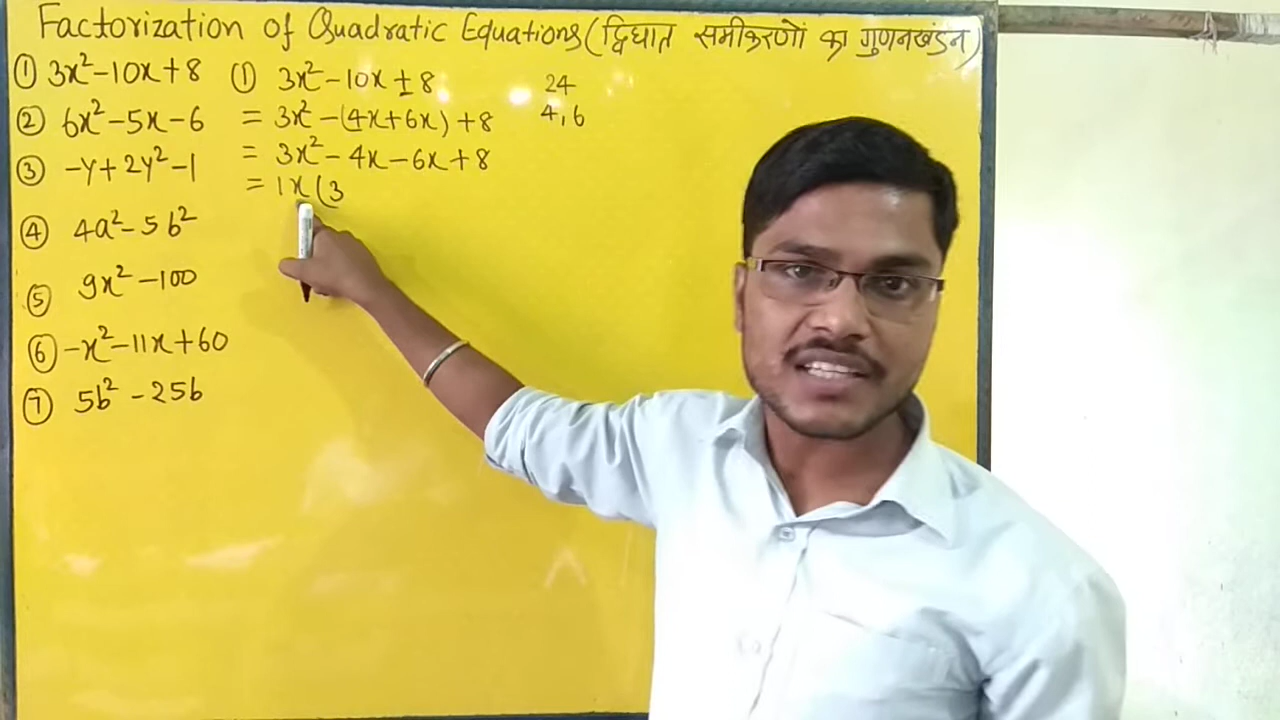 Factorization of Quadratic Equations (द्विघात समीकरणों का गुणनखंडन)
① 3x²-10x+8
② 6x²-5x-6
③ -y+2y²-1
④ 4a²-5b²
⑤ 9x²-100
⑥ -x²-11x+60
⑦ 5b²-25b
① 3x²-10x+8
= 3x²-(4x+6x)+8
= 3x²-4x-6x+8
= 1x(3
24
4,6